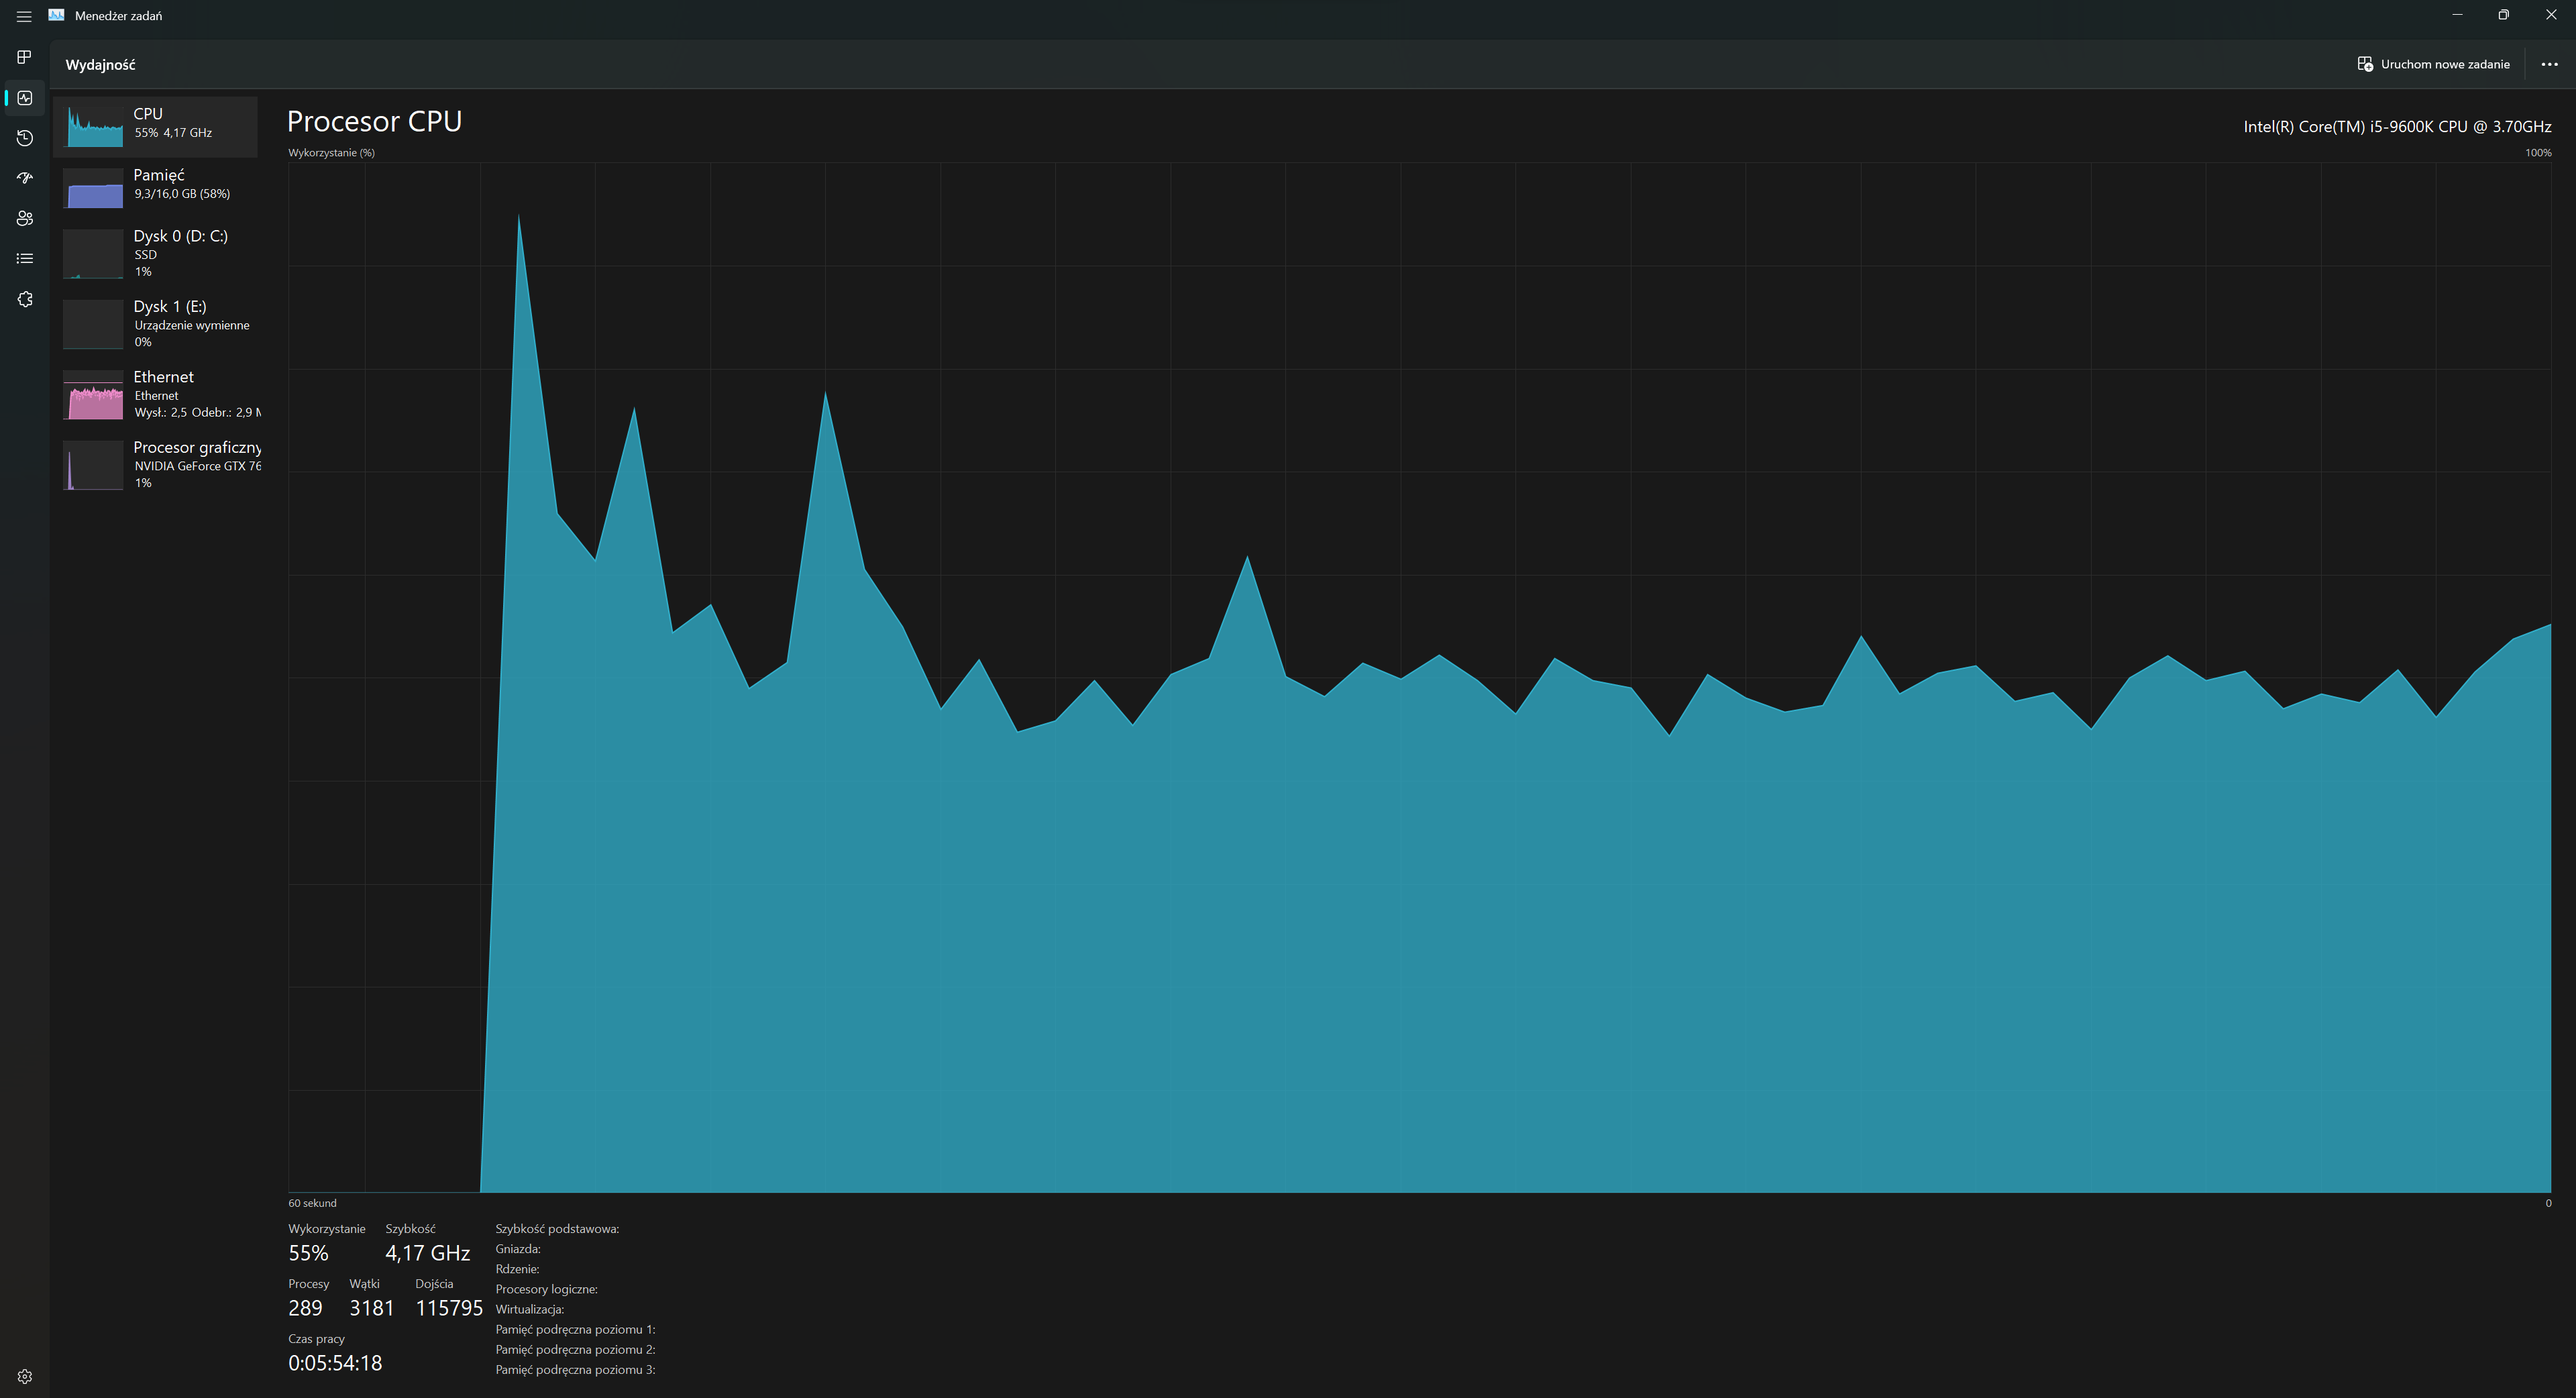 Menedżer zadań
Wydajność
Uruchom nowe zadanie
CPU
55% 4,17 GHz
Pamięć
9,3/16,0 GB (58%)
Dysk 0 (D: C:)
SSD
1%
Dysk 1 (E:)
Urządzenie wymienne
0%
Ethernet
Ethernet
Wysł.: 2,5 Odebr.: 2,9
Procesor graficzny
NVIDIA GeForce GTX 76
1%
Procesor CPU
Intel(R) Core(TM) i5-9600K CPU @ 3.70GHz
Wykorzystanie (%)
100%
60 sekund
0
Wykorzystanie
55%
Szybkość
4,17 GHz
Procesy
289
Wątki
3181
Dojścia
115795
Czas pracy
0:05:54:18
Szybkość podstawowa:
Gniazda:
Rdzenie:
Procesory logiczne:
Wirtualizacja:
Pamięć podręczna poziomu 1:
Pamięć podręczna poziomu 2:
Pamięć podręczna poziomu 3: